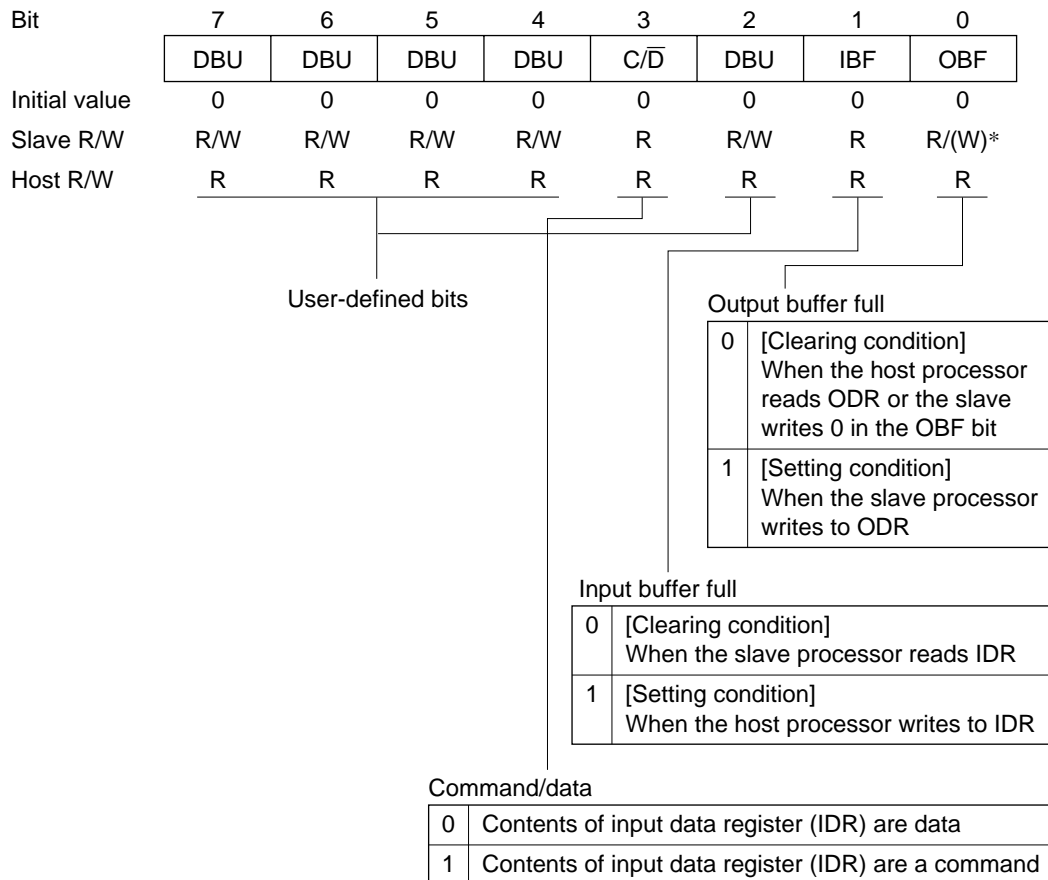 Bit 7 6 5 4 3 2 1 0
DBU DBU DBU DBU C/D̅ DBU IBF OBF
Initial value 0 0 0 0 0 0 0 0
Slave R/W R/W R/W R/W R/W R R/W R R/(W)*
Host R/W R R R R R R R R
User-defined bits
Output buffer full
0 [Clearing condition]
When the host processor
reads ODR or the slave
writes 0 in the OBF bit
1 [Setting condition]
When the slave processor
writes to ODR
Input buffer full
0 [Clearing condition]
When the slave processor reads IDR
1 [Setting condition]
When the host processor writes to IDR
Command/data
0 Contents of input data register (IDR) are data
1 Contents of input data register (IDR) are a command